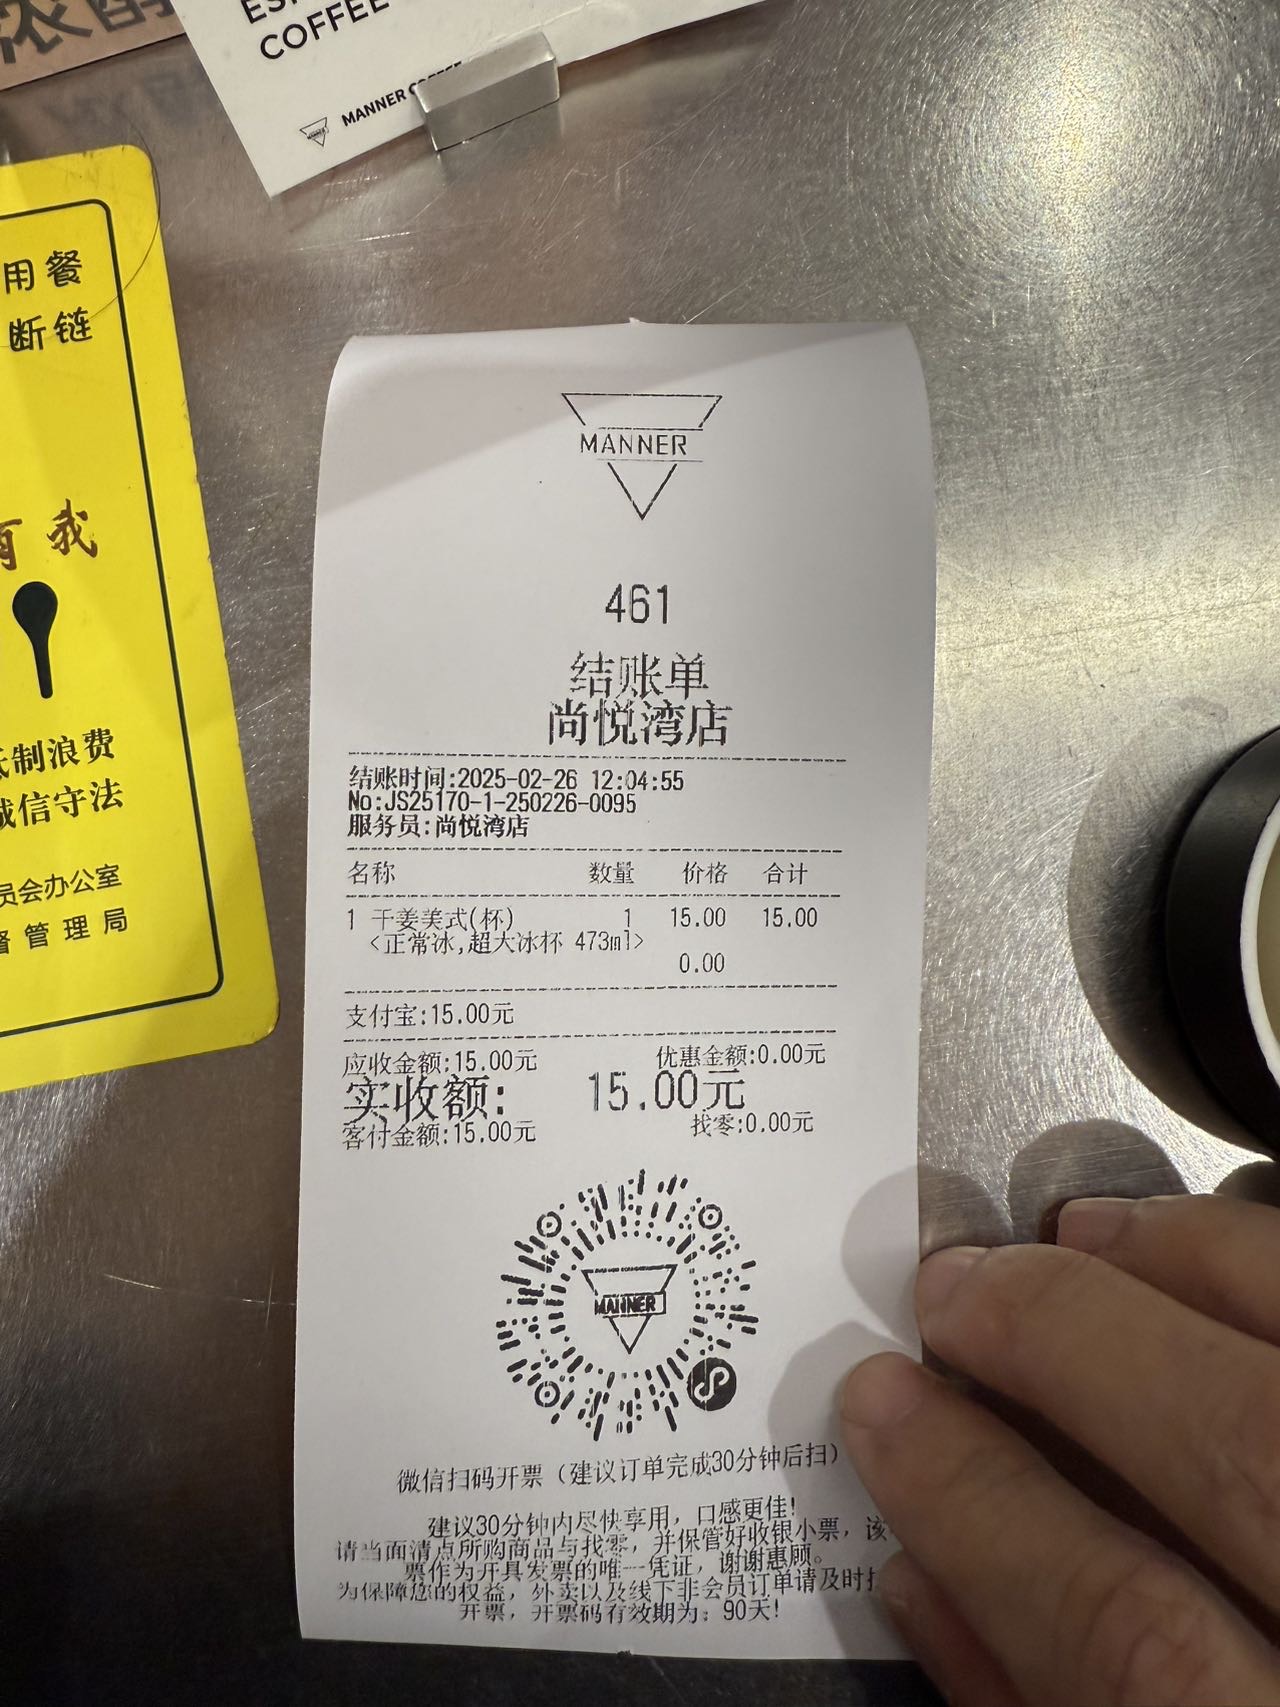 COFFEE
MANNER COFFEE
用餐
断链
我
制浪费
信守法
员会办公室
管理局
MANNER
461
结账单
尚悦湾店
结账时间:2025-02-26 12:04:55
No:JS25170-1-250226-0095
服务员:尚悦湾店
名称 数量 价格 合计
1 干姜美式(杯) 1 15.00 15.00
<正常冰,超大冰杯 473ml>
0.00
支付宝:15.00元
应收金额:15.00元 优惠金额:0.00元
实收额: 15.00元
客付金额:15.00元 找零:0.00元
MANNER
微信扫码开票（建议订单完成30分钟后扫）
建议30分钟内尽快享用，口感更佳!
请当面清点所购商品与找零，并保管好收银小票，该
票作为开具发票的唯一凭证，谢谢惠顾。
为保障您的权益，外卖以及线下非会员订单请及时
开票，开票码有效期为：90天!